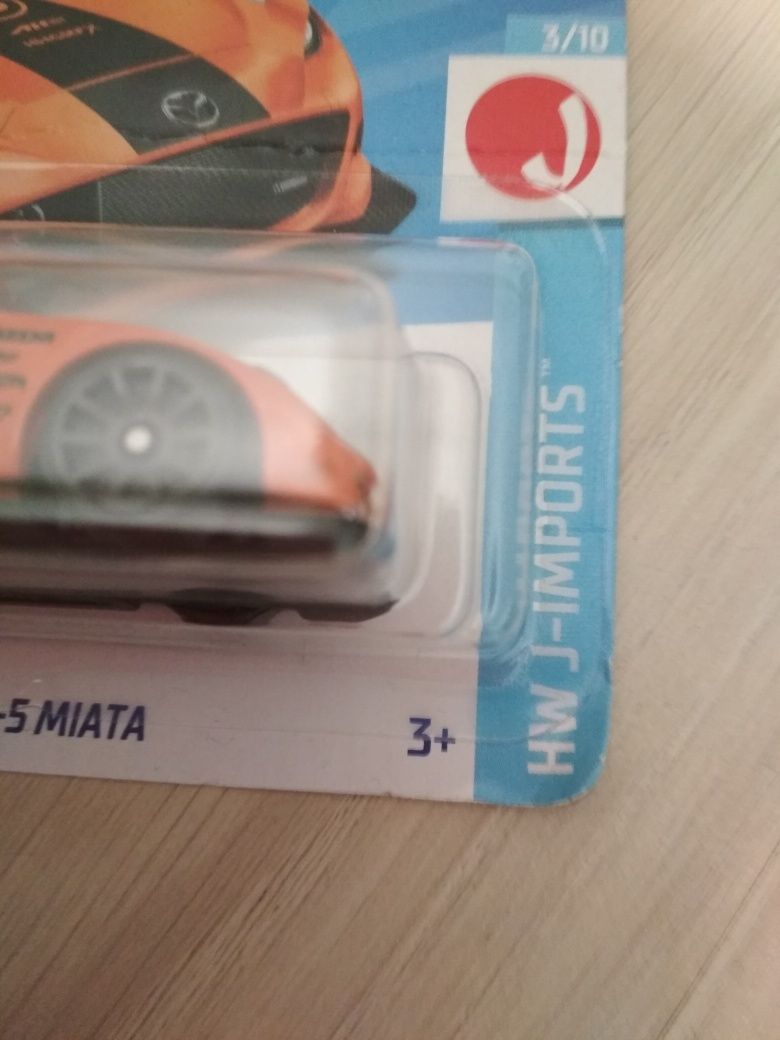 3/10
HW J-IMPORTS™
-5 MIATA
3+